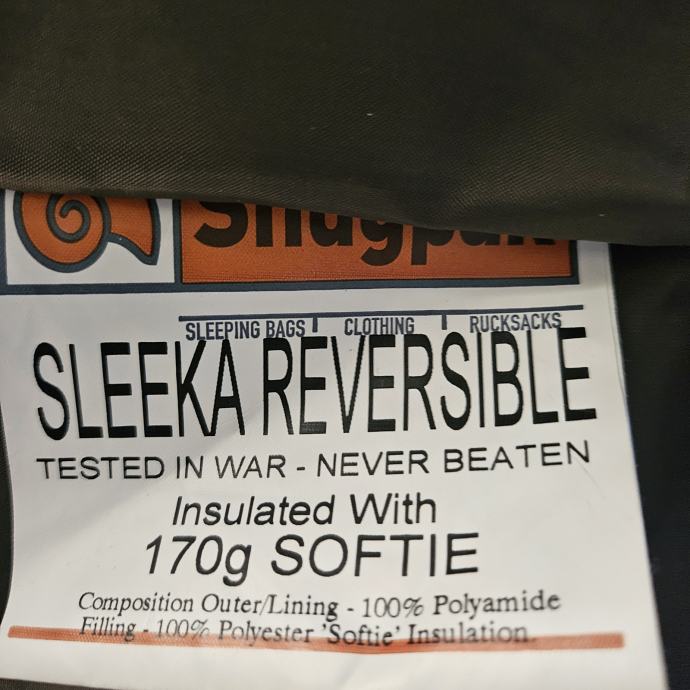 Snugpak
SLEEPING BAGS CLOTHING RUCKSACKS
SLEEKA REVERSIBLE
TESTED IN WAR - NEVER BEATEN
Insulated With
170g SOFTIE
Composition Outer/Lining - 100% Polyamide
Filling - 100% Polyester 'Softie' Insulation.